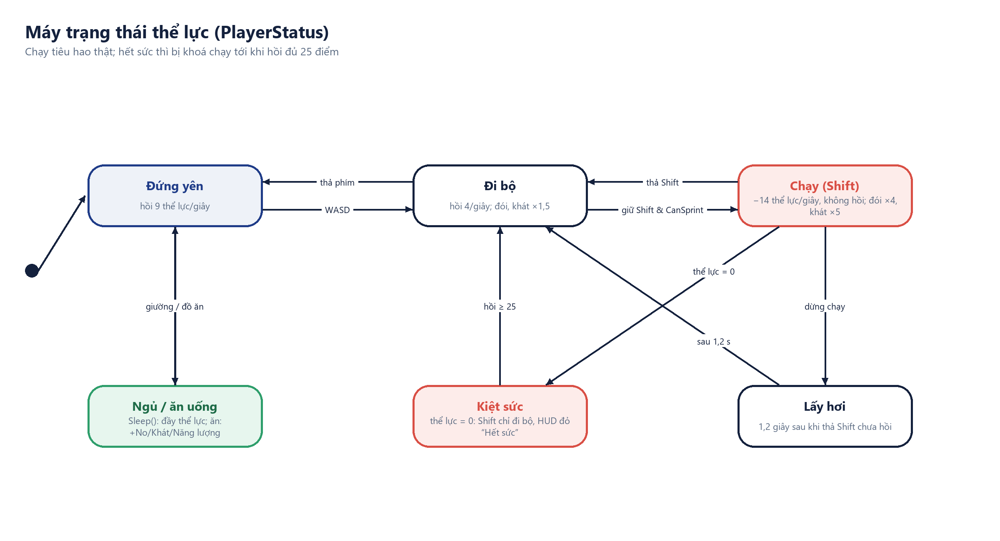 Máy trạng thái thể lực (PlayerStatus)
Chạy tiêu hao thật; hết sức thì bị khoá chạy tới khi hồi đủ 25 điểm
Đứng yên
hồi 9 thể lực/giây
thả phím
WASD
Đi bộ
hồi 4/giây; đói, khát ×1,5
thả Shift
giữ Shift & CanSprint
Chạy (Shift)
−14 thể lực/giây, không hồi; đói ×4,
khát ×5
thể lực = 0
giường / đồ ăn
hồi ≥ 25
dừng chạy
sau 1,2 s
Ngủ / ăn uống
Sleep(): đầy thể lực; ăn:
+No/Khát/Năng lượng
Kiệt sức
thể lực = 0: Shift chỉ đi bộ, HUD đỏ
“Hết sức”
Lấy hơi
1,2 giây sau khi thả Shift chưa hồi